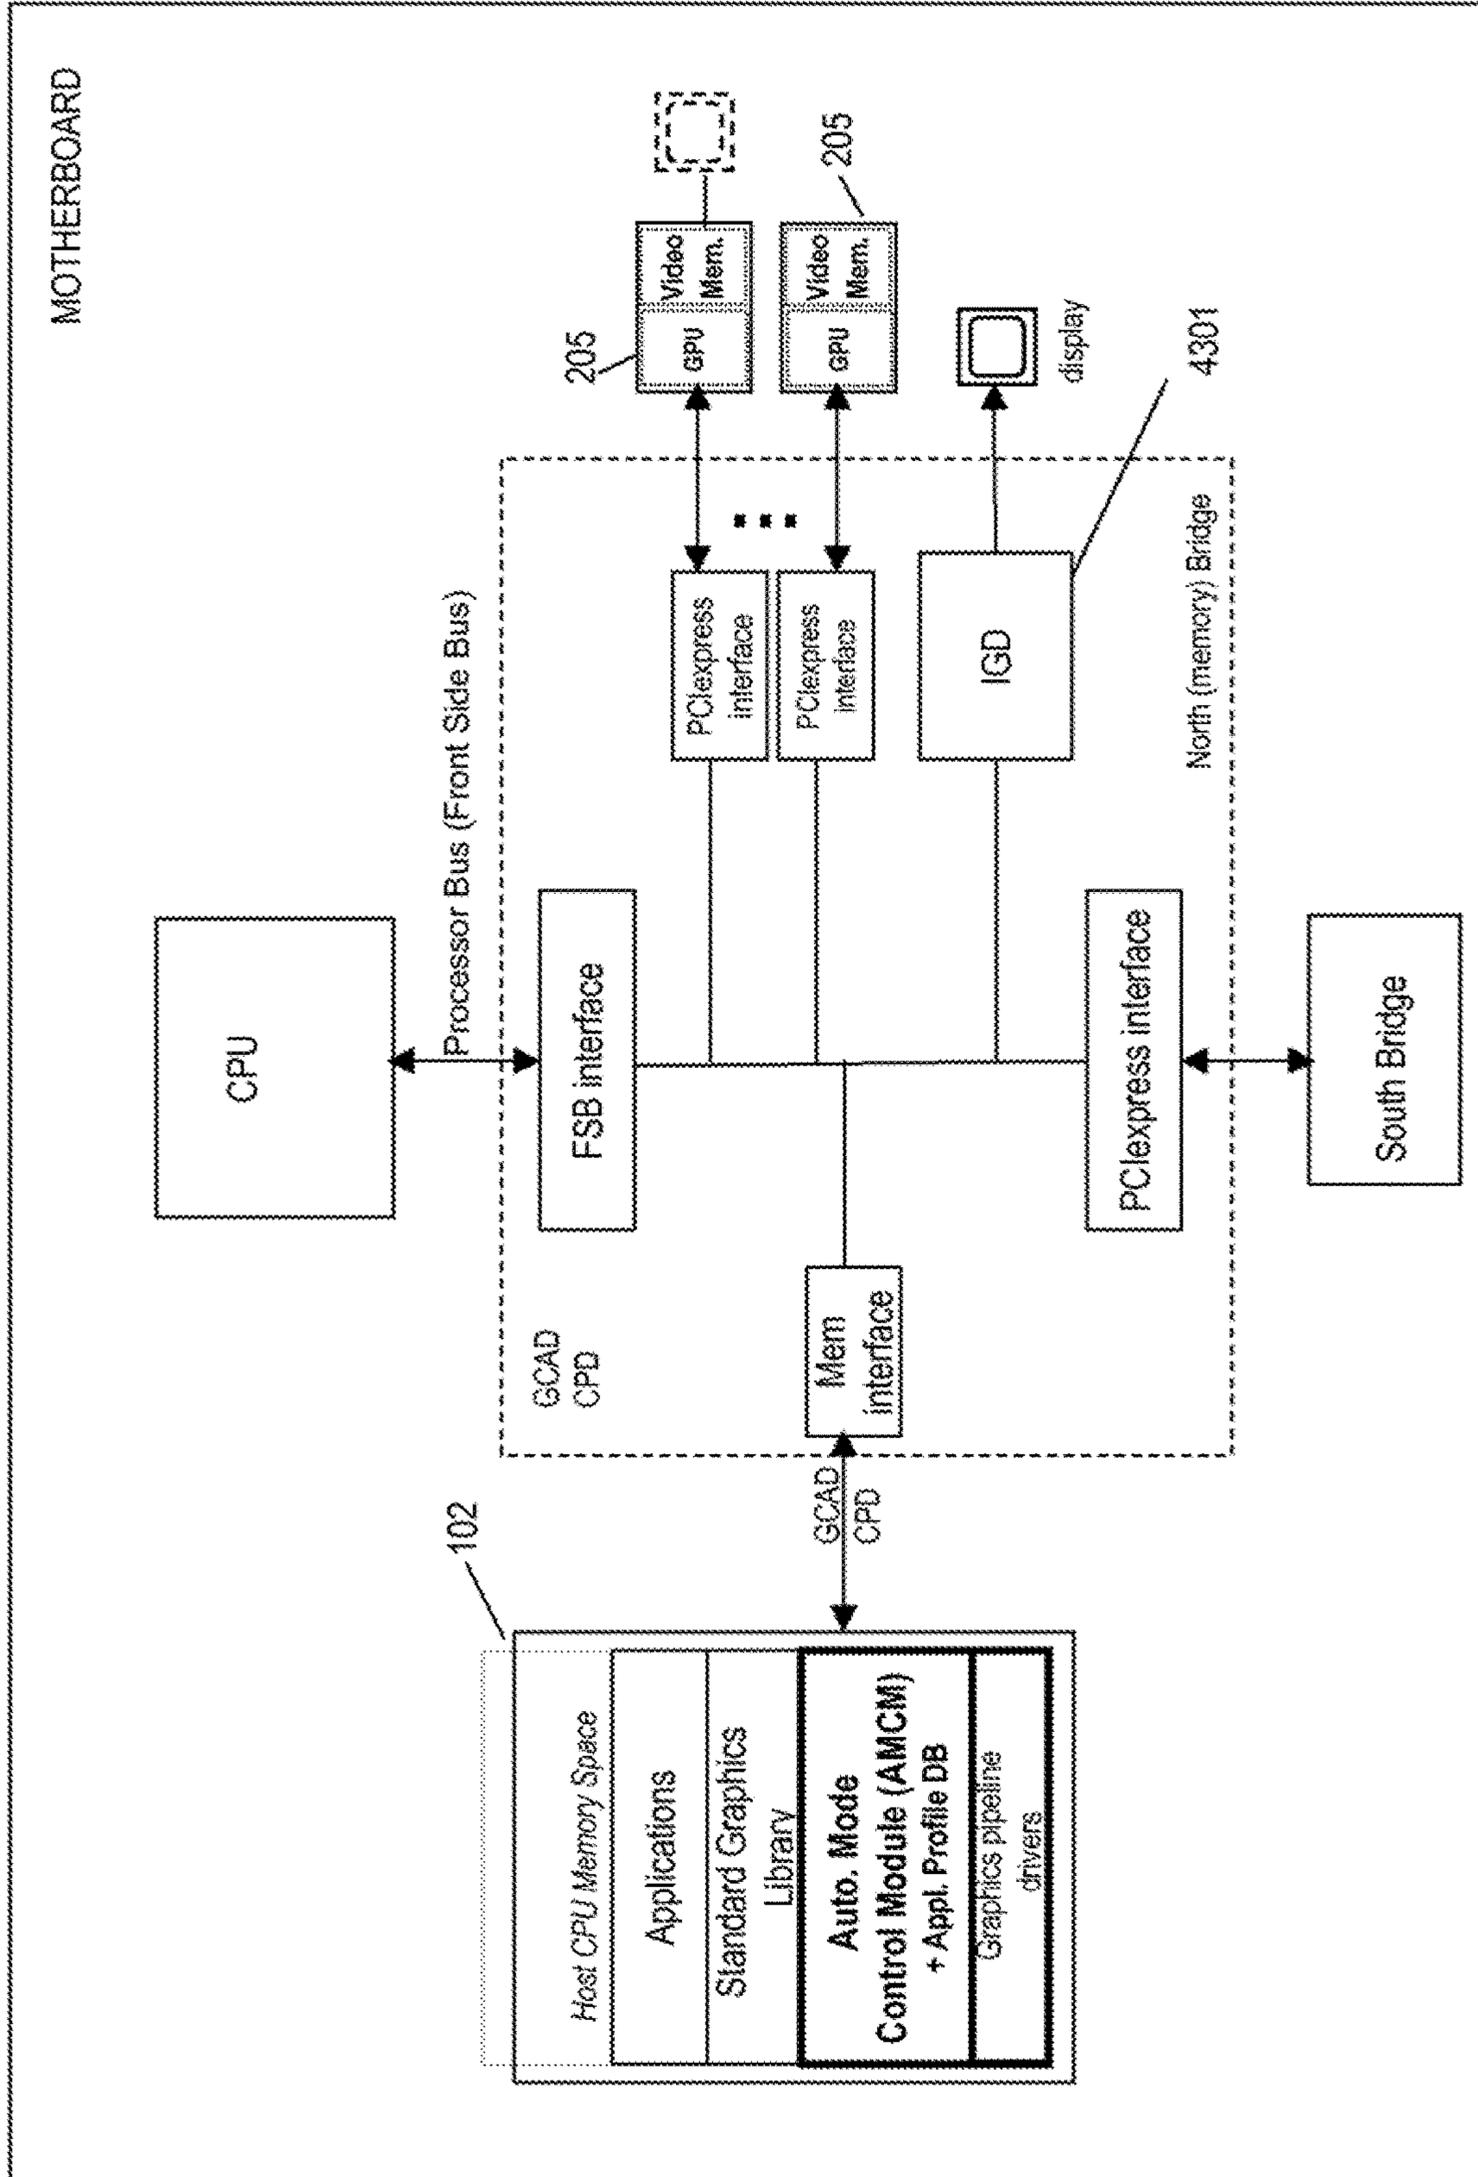 MOTHERBOARD
CPU
Processor Bus (Front Side Bus)
102
Host CPU Memory Space
Applications
Standard Graphics
Library
Auto. Mode
Control Module (AMCM)
+ Appl. Profile DB
Graphics pipeline
drivers
GCAD
CPD
GCAD
CPD
Mem
interface
FSB interface
PCIexpress
interface
PCIexpress
interface
IGD
PCIexpress interface
North (memory) Bridge
South Bridge
205
GPU
Video
Mem.
GPU
Video
Mem.
205
display
4301